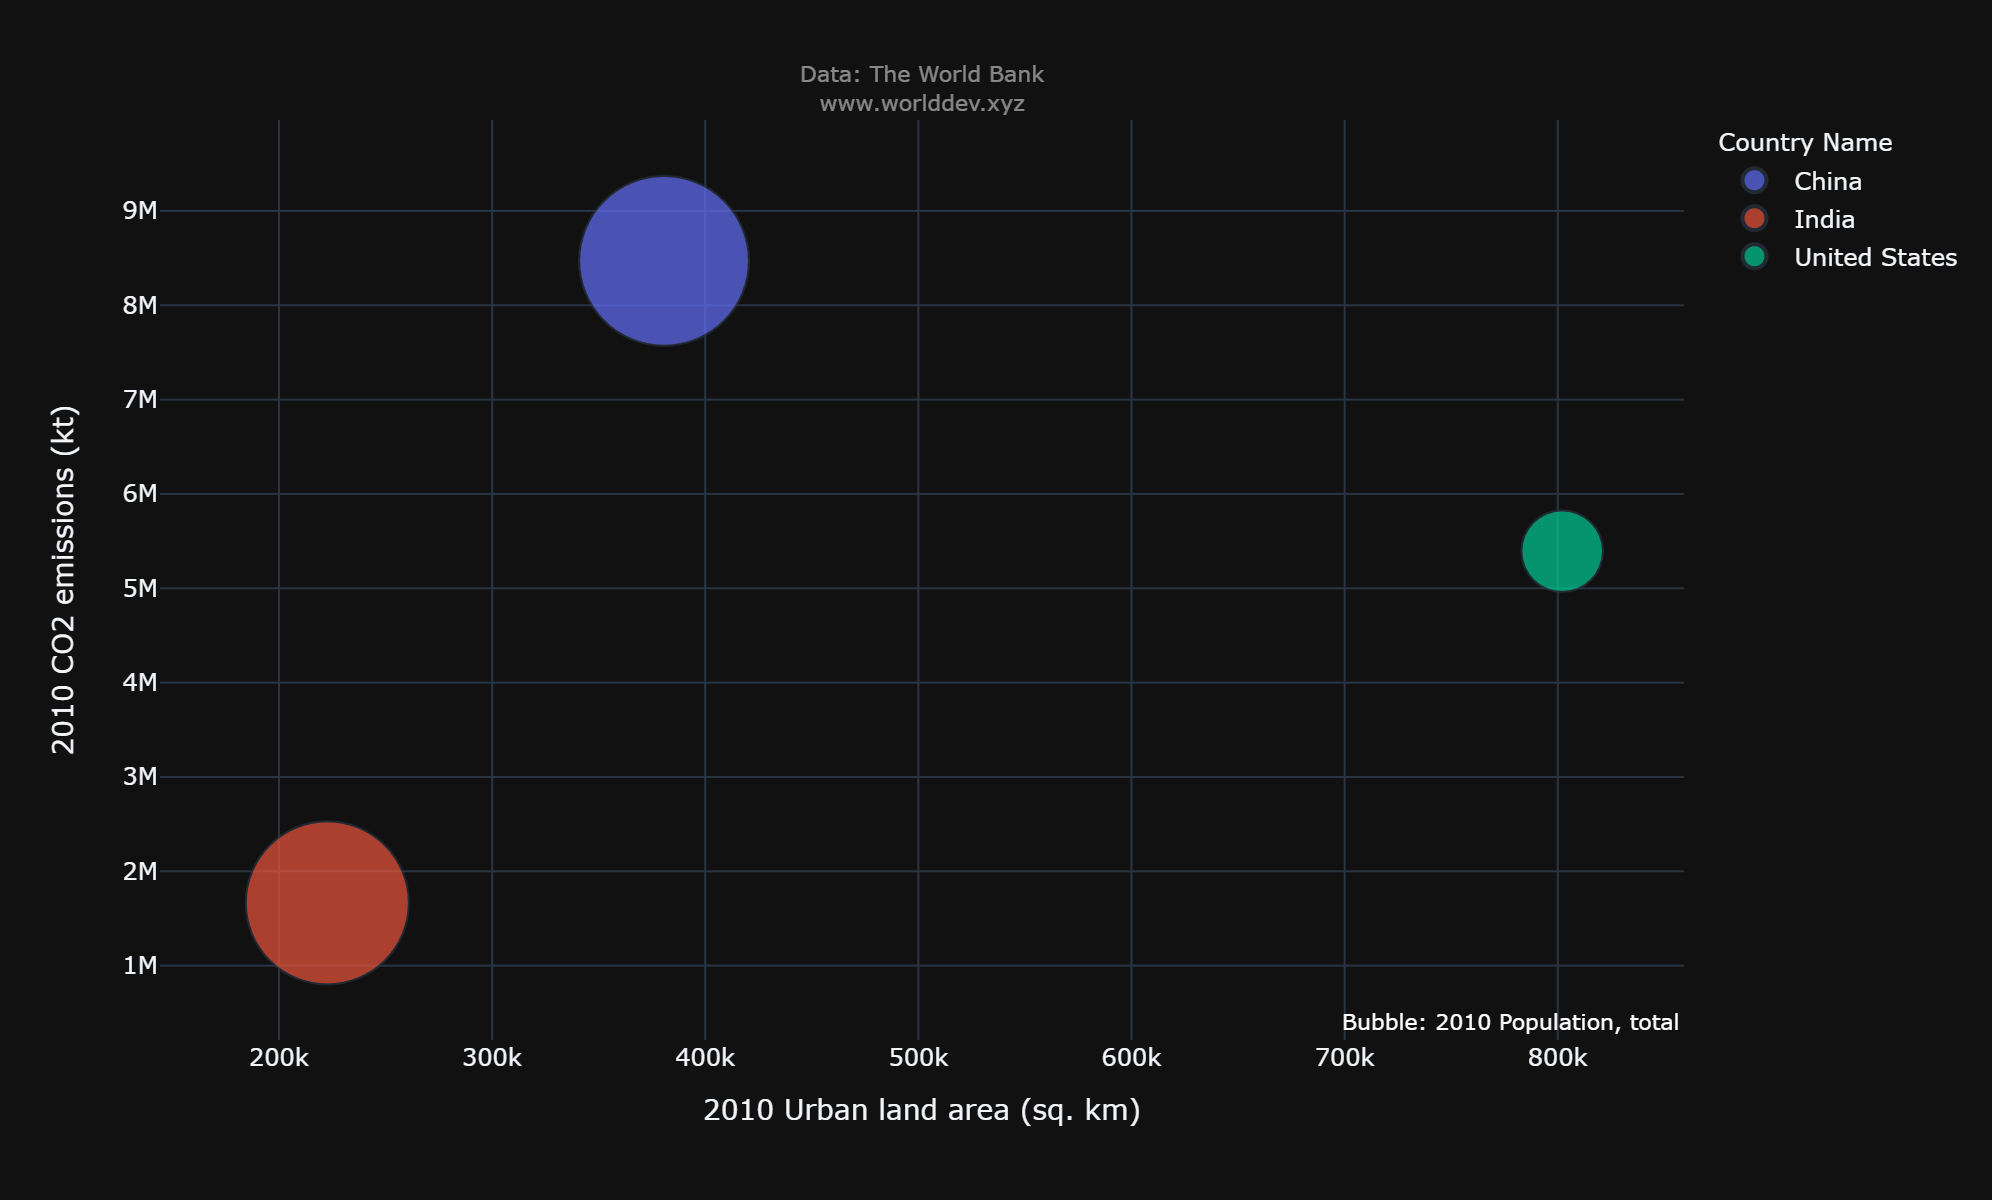 Data: The World Bank
www.worlddev.xyz
Country Name
China
India
United States
9M
8M
7M
6M
5M
4M
3M
2M
1M
2010 CO2 emissions (kt)
Bubble: 2010 Population, total
200k
300k
400k
500k
600k
700k
800k
2010 Urban land area (sq. km)